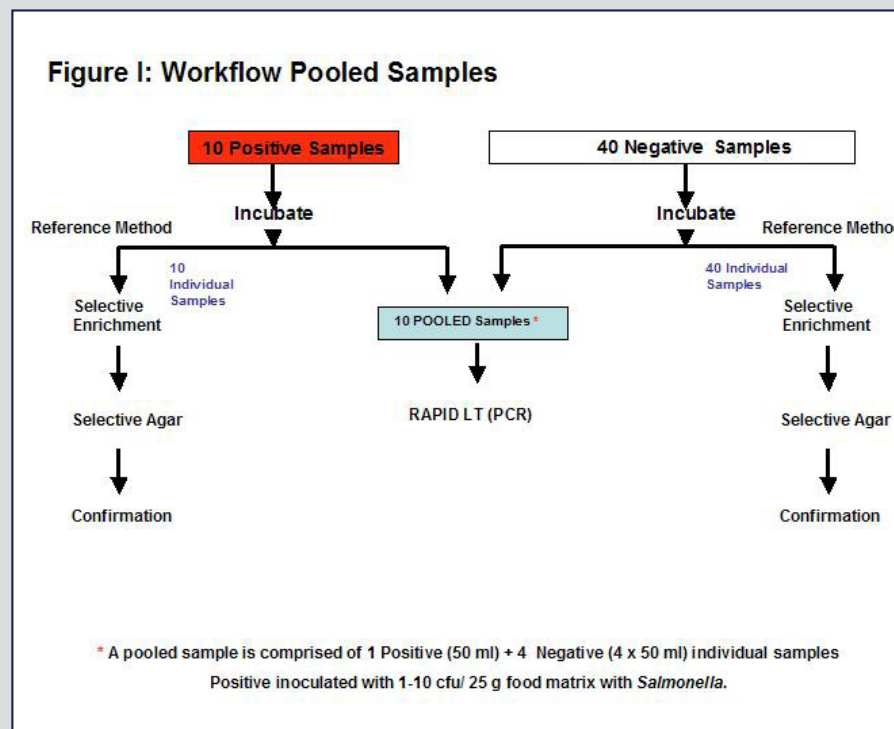 Figure I: Workflow Pooled Samples
10 Positive Samples
40 Negative Samples
Incubate
Incubate
Reference Method
Reference Metho
10
Individual
Samples
40 Individual
Samples
Selective
Enrichment
10 POOLED Samples *
Selective
Enrichment
Selective Agar
RAPID LT (PCR)
Selective Agar
Confirmation
Confirmation
* A pooled sample is comprised of 1 Positive (50 ml) + 4 Negative (4 x 50 ml) individual samples
Positive inoculated with 1-10 cfu/ 25 g food matrix with Salmonella.